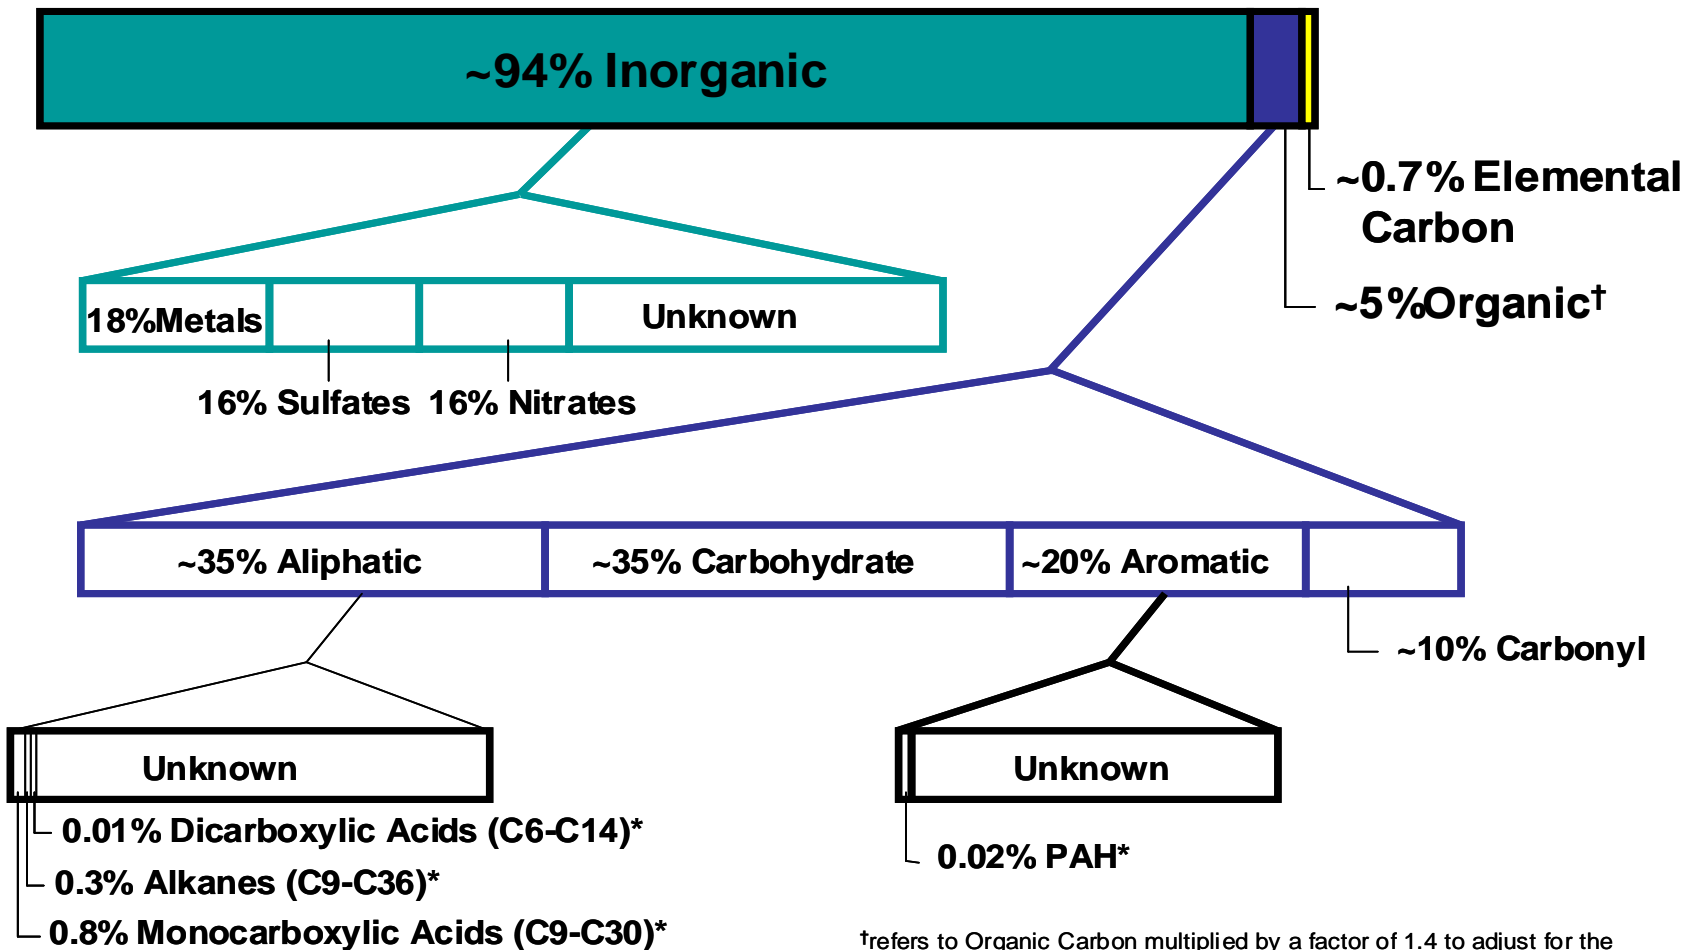 ~94% Inorganic
~0.7% Elemental
Carbon
~5%Organic†
18%Metals
Unknown
16% Sulfates
16% Nitrates
~35% Aliphatic
~35% Carbohydrate
~20% Aromatic
~10% Carbonyl
Unknown
Unknown
0.01% Dicarboxylic Acids (C6-C14)*
0.02% PAH*
0.3% Alkanes (C9-C36)*
0.8% Monocarboxylic Acids (C9-C30)*
†refers to Organic Carbon multiplied by a factor of 1.4 to adjust for the